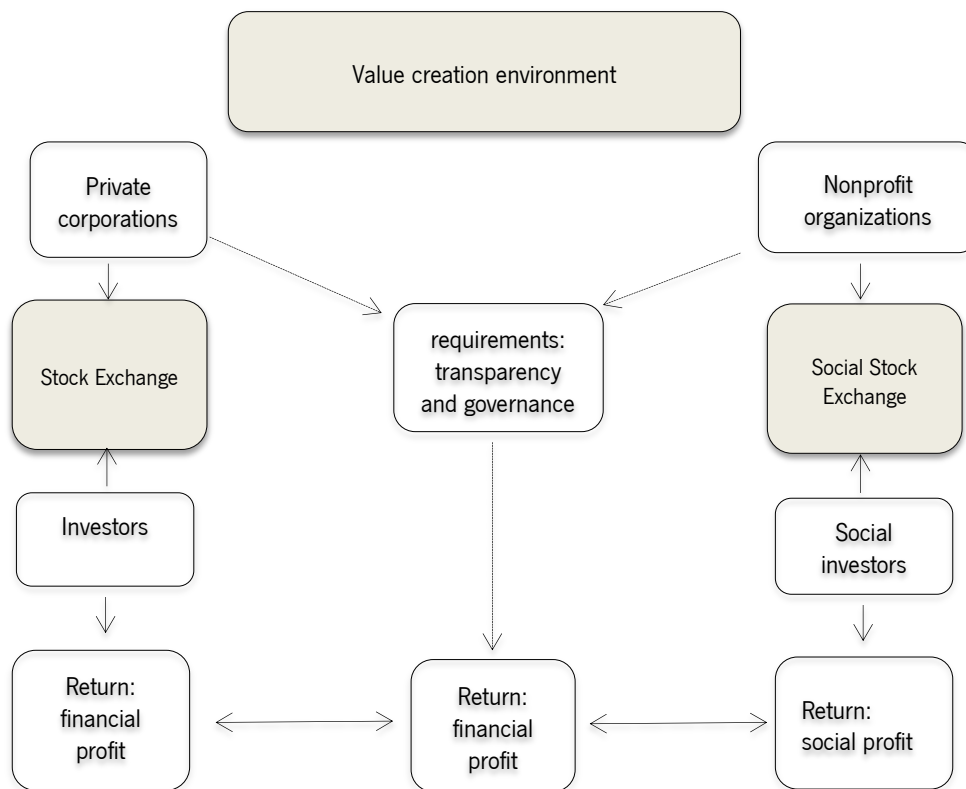 Value creation environment
Private
corporations
Nonprofit
organizations
Stock Exchange
requirements:
transparency
and governance
Social Stock
Exchange
Investors
Social
investors
Return:
financial
profit
Return:
financial
profit
Return:
social profit